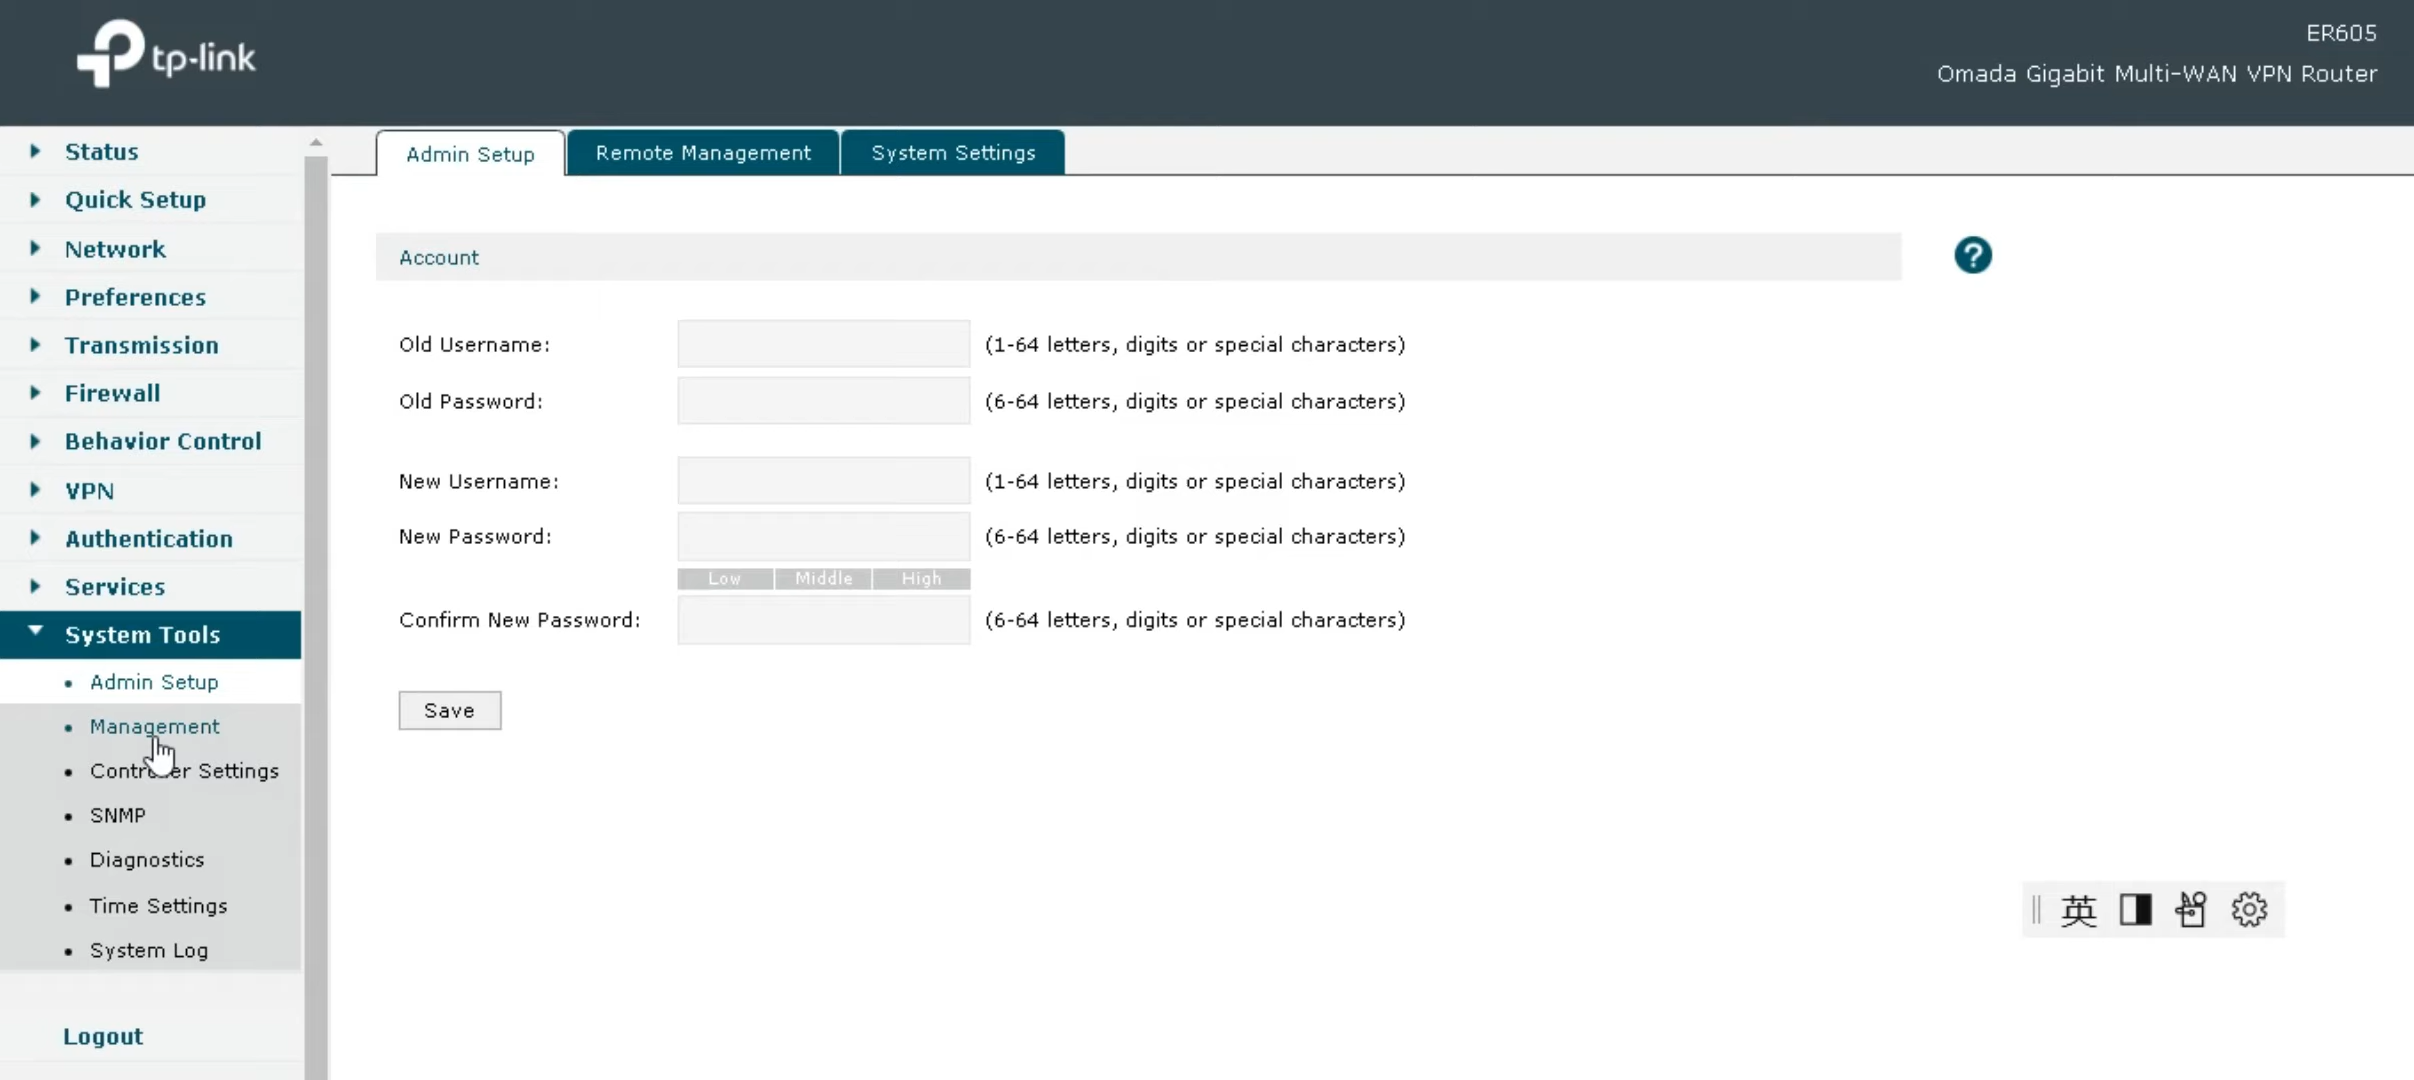 tp-link
ER605
Omada Gigabit Multi-WAN VPN Router
Status
Quick Setup
Network
Preferences
Transmission
Firewall
Behavior Control
VPN
Authentication
Services
System Tools
Admin Setup
Management
Settings
SNMP
Diagnostics
Time Settings
System Log
Logout
Admin Setup Remote Management System Settings
Account
?
Old Username: (1-64 letters, digits or special characters)
Old Password: (6-64 letters, digits or special characters)
New Username: (1-64 letters, digits or special characters)
New Password: (6-64 letters, digits or special characters)
Low Middle High
Confirm New Password: (6-64 letters, digits or special characters)
Save
英